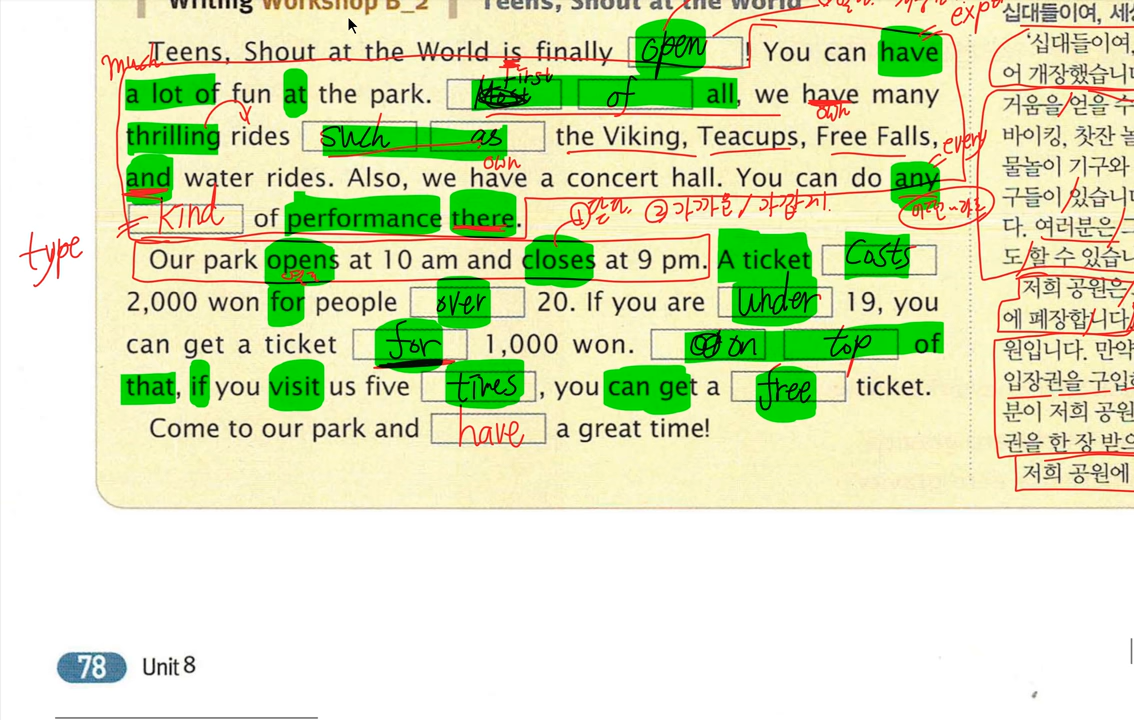 Writing Workshop B_2 Teens, Shout at the World
Teens, Shout at the World is finally open! You can have
much
a lot of fun at the park. First of all, we have many
own
thrilling rides such as the Viking, Teacups, Free Falls,
own every
and water rides. Also, we have a concert hall. You can do any
= kind of performance there. ① ②
type
Our park opens at 10 am and closes at 9 pm. A ticket costs
2,000 won for people over 20. If you are under 19, you
can get a ticket for 1,000 won. on top of
that, if you visit us five times, you can get a free ticket.
Come to our park and have a great time!
십대들이여,
'십대들이여,
어 개장했습니다
거움을 얻을 수
바이킹, 찻잔
물놀이 기구와
구들이 있습니다
다. 여러분은
도 할 수 있습니
저희 공원은
에 폐장합니다
원입니다. 만약
입장권을
분이 저희 공원
권을 한 장 받으
저희 공원에
78 Unit 8